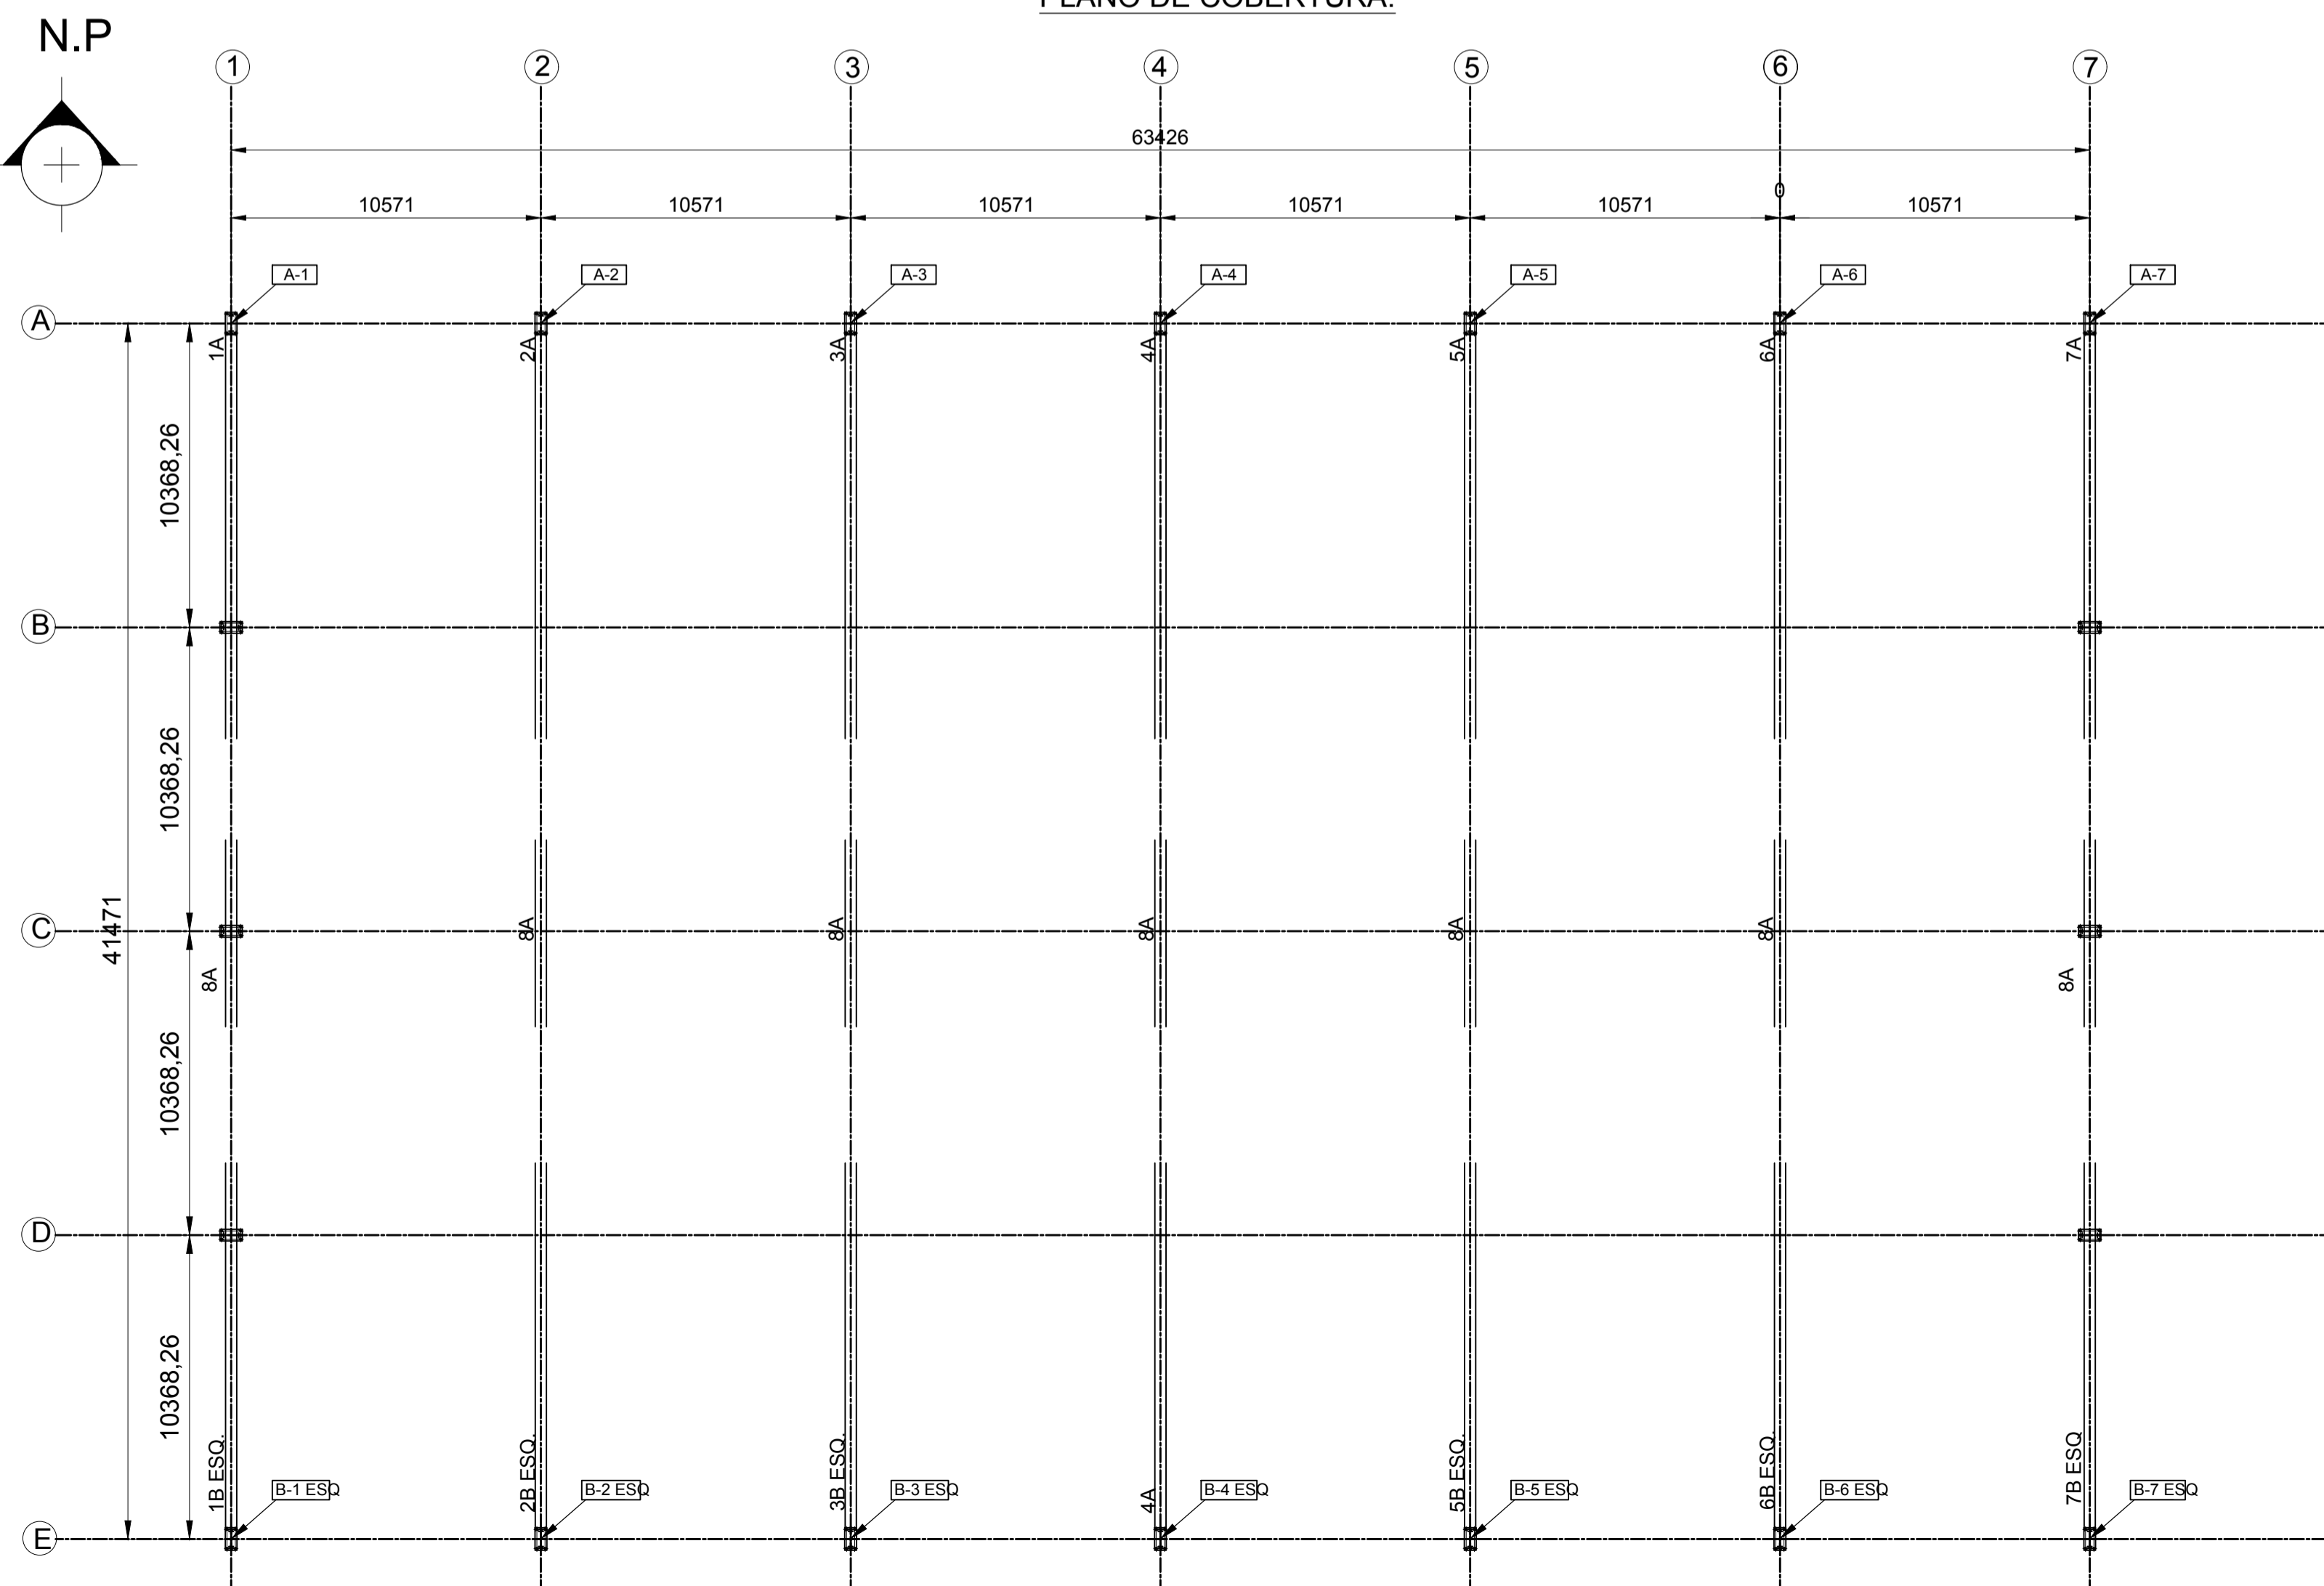 PLANO DE COBERTURA.
N.P
1 2 3 4 5 6 7
63426
0
10571 10571 10571 10571 10571 10571
A-1 A-2 A-3 A-4 A-5 A-6 A-7
A
1A 2A 3A 4A 5A 6A 7A
10368,26
B
10368,26
41471
C
8A 8A 8A 8A 8A
8A 8A
10368,26
D
10368,26
1B ESQ. 2B ESQ. 3B ESQ. 4A 5B ESQ. 6B ESQ. 7B ESQ
B-1 ESQ B-2 ESQ B-3 ESQ B-4 ESQ B-5 ESQ B-6 ESQ B-7 ESQ
E